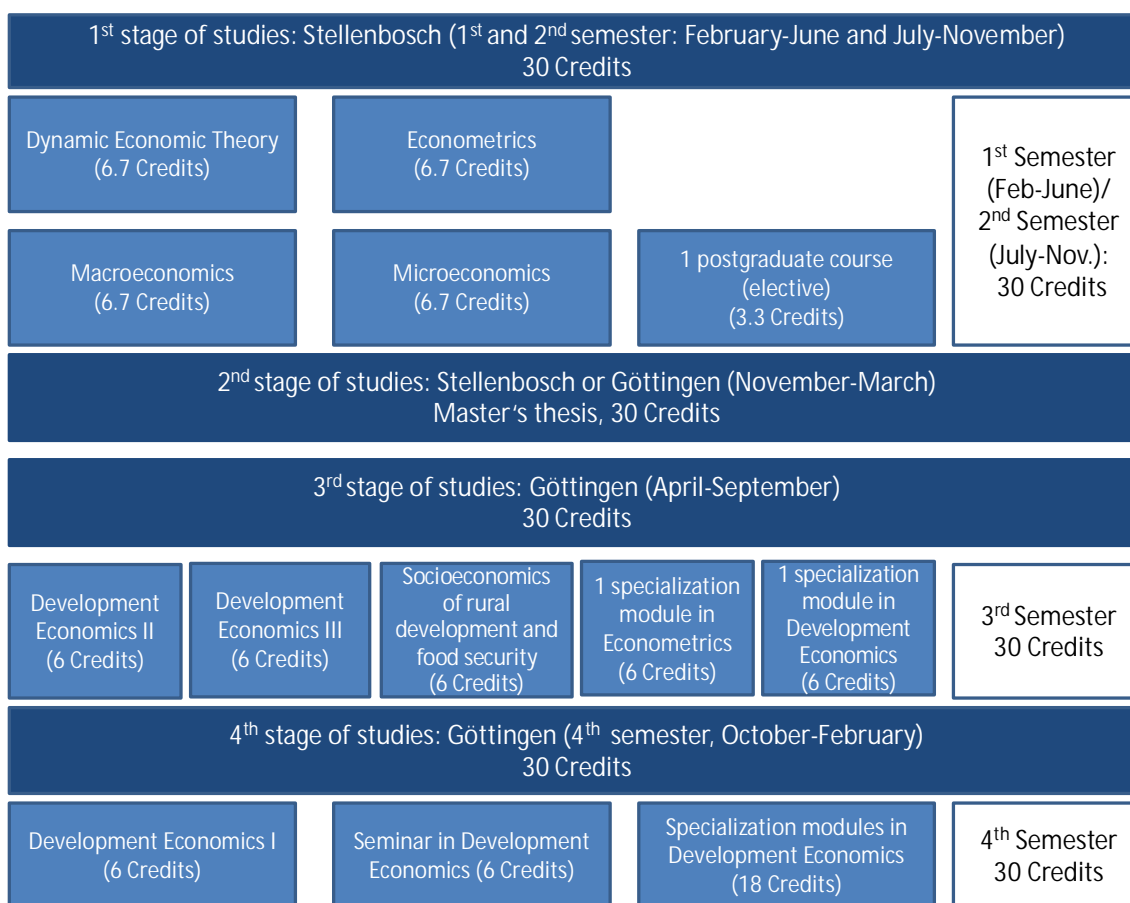 1st stage of studies: Stellenbosch (1st and 2nd semester: February-June and July-November)
30 Credits
Dynamic Economic Theory
(6.7 Credits)
Econometrics
(6.7 Credits)
1st Semester
(Feb-June)/
2nd Semester
(July-Nov.):
30 Credits
Macroeconomics
(6.7 Credits)
Microeconomics
(6.7 Credits)
1 postgraduate course
(elective)
(3.3 Credits)
2nd stage of studies: Stellenbosch or Göttingen (November-March)
Master‘s thesis, 30 Credits
3rd stage of studies: Göttingen (April-September)
30 Credits
Development
Economics II
(6 Credits)
Development
Economics III
(6 Credits)
Socioeconomics
of rural
development and
food security
(6 Credits)
1 specialization
module in
Econometrics
(6 Credits)
1 specialization
module in
Development
Economics
(6 Credits)
3rd Semester
30 Credits
4th stage of studies: Göttingen (4th semester, October-February)
30 Credits
Development Economics I
(6 Credits)
Seminar in Development
Economics (6 Credits)
Specialization modules in
Development Economics
(18 Credits)
4th Semester
30 Credits